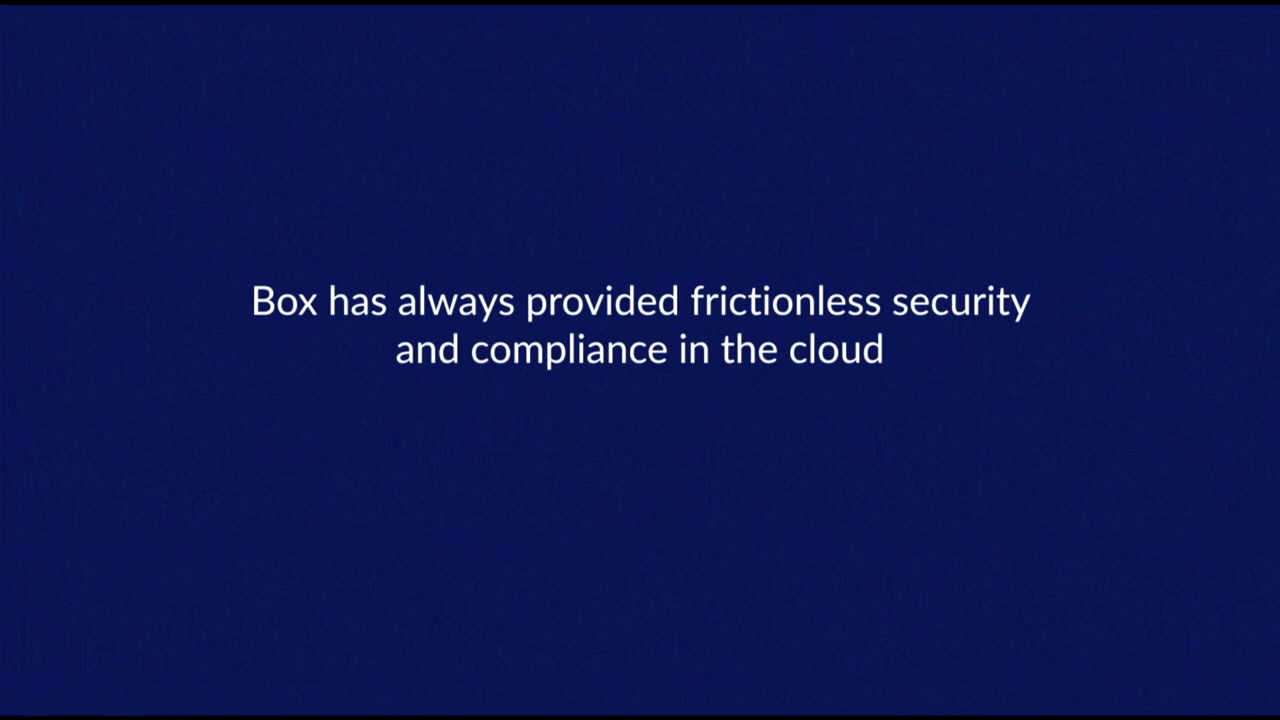 Box has always provided frictionless security
and compliance in the cloud